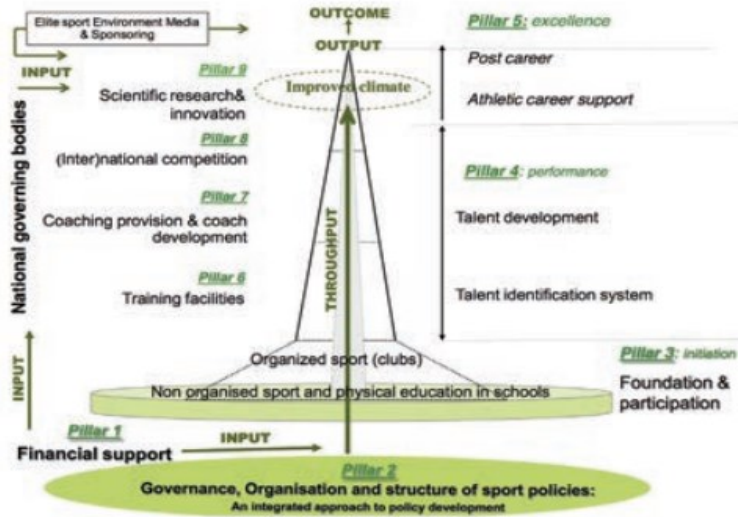 Elite sport Environment Media
& Sponsoring
OUTCOME
OUTPUT
INPUT
Pillar 9
Scientific research&
innovation
Improved climate
Pillar 5: excellence
Post career
Athletic career support
Pillar 8
(Inter)national competition
Pillar 7
Coaching provision & coach
development
Pillar 6
Training facilities
National governing bodies
THROUGHPUT
Pillar 4: performance
Talent development
Talent identification system
INPUT
Organized sport (clubs)
Non organised sport and physical education in schools
Pillar 3: initiation
Foundation &
participation
Pillar 1
Financial support
INPUT
Pillar 2
Governance, Organisation and structure of sport policies:
An integrated approach to policy development